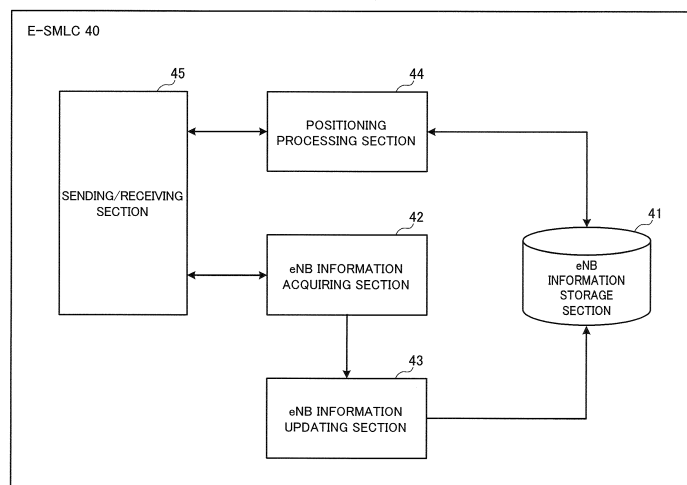 E-SMLC 40
45
SENDING/RECEIVING
SECTION
44
POSITIONING
PROCESSING SECTION
42
eNB INFORMATION
ACQUIRING SECTION
43
eNB INFORMATION
UPDATING SECTION
41
eNB
INFORMATION
STORAGE
SECTION